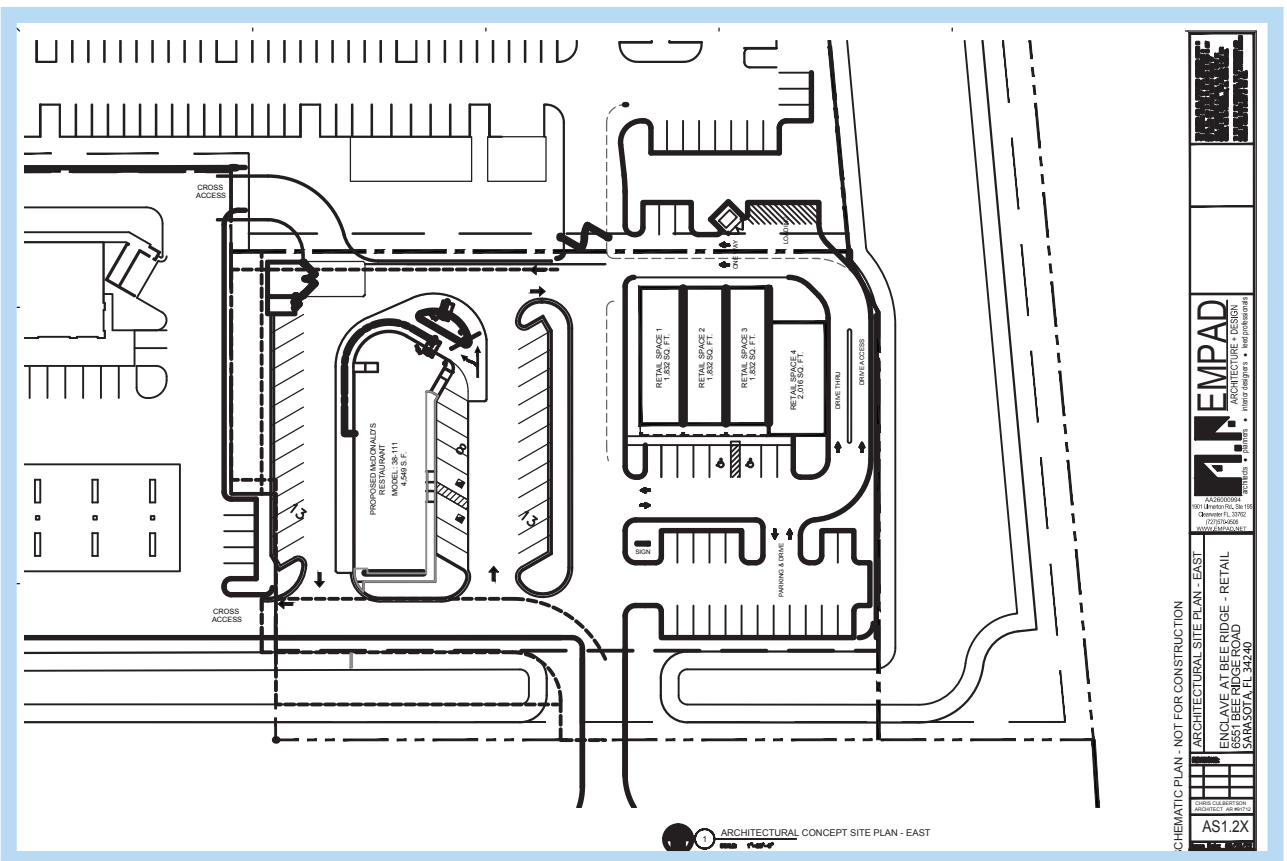 CROSS
ACCESS
LOADING
ONE WAY
RETAIL SPACE 1
1,832 SQ. FT.
RETAIL SPACE 2
1,832 SQ. FT.
RETAIL SPACE 3
1,832 SQ. FT.
RETAIL SPACE 4
2,016 SQ. FT.
DRIVE THRU
DRIVE ACCESS
PROPOSED McDONALD'S
RESTAURANT
MODEL: 38-111
4,549 S.F.
8
13
13
SIGN
PARKING & DRIVE
CROSS
ACCESS
1
ARCHITECTURAL CONCEPT SITE PLAN - EAST
EMPAD
ARCHITECTURE + DESIGN
architects • planners • interior designers • leed professionals
AA26000994
1901 Ulmerton Rd., Ste 195
Clearwater FL, 33762
(727)570-9506
WWW.EMPAD.NET
SCHEMATIC PLAN - NOT FOR CONSTRUCTION
ARCHITECTURAL SITE PLAN - EAST
ENCLAVE AT BEE RIDGE - RETAIL
6551 BEE RIDGE ROAD
SARASOTA, FL 34240
CHRIS CULBERTSON
ARCHITECT AR #91712
AS1.2X